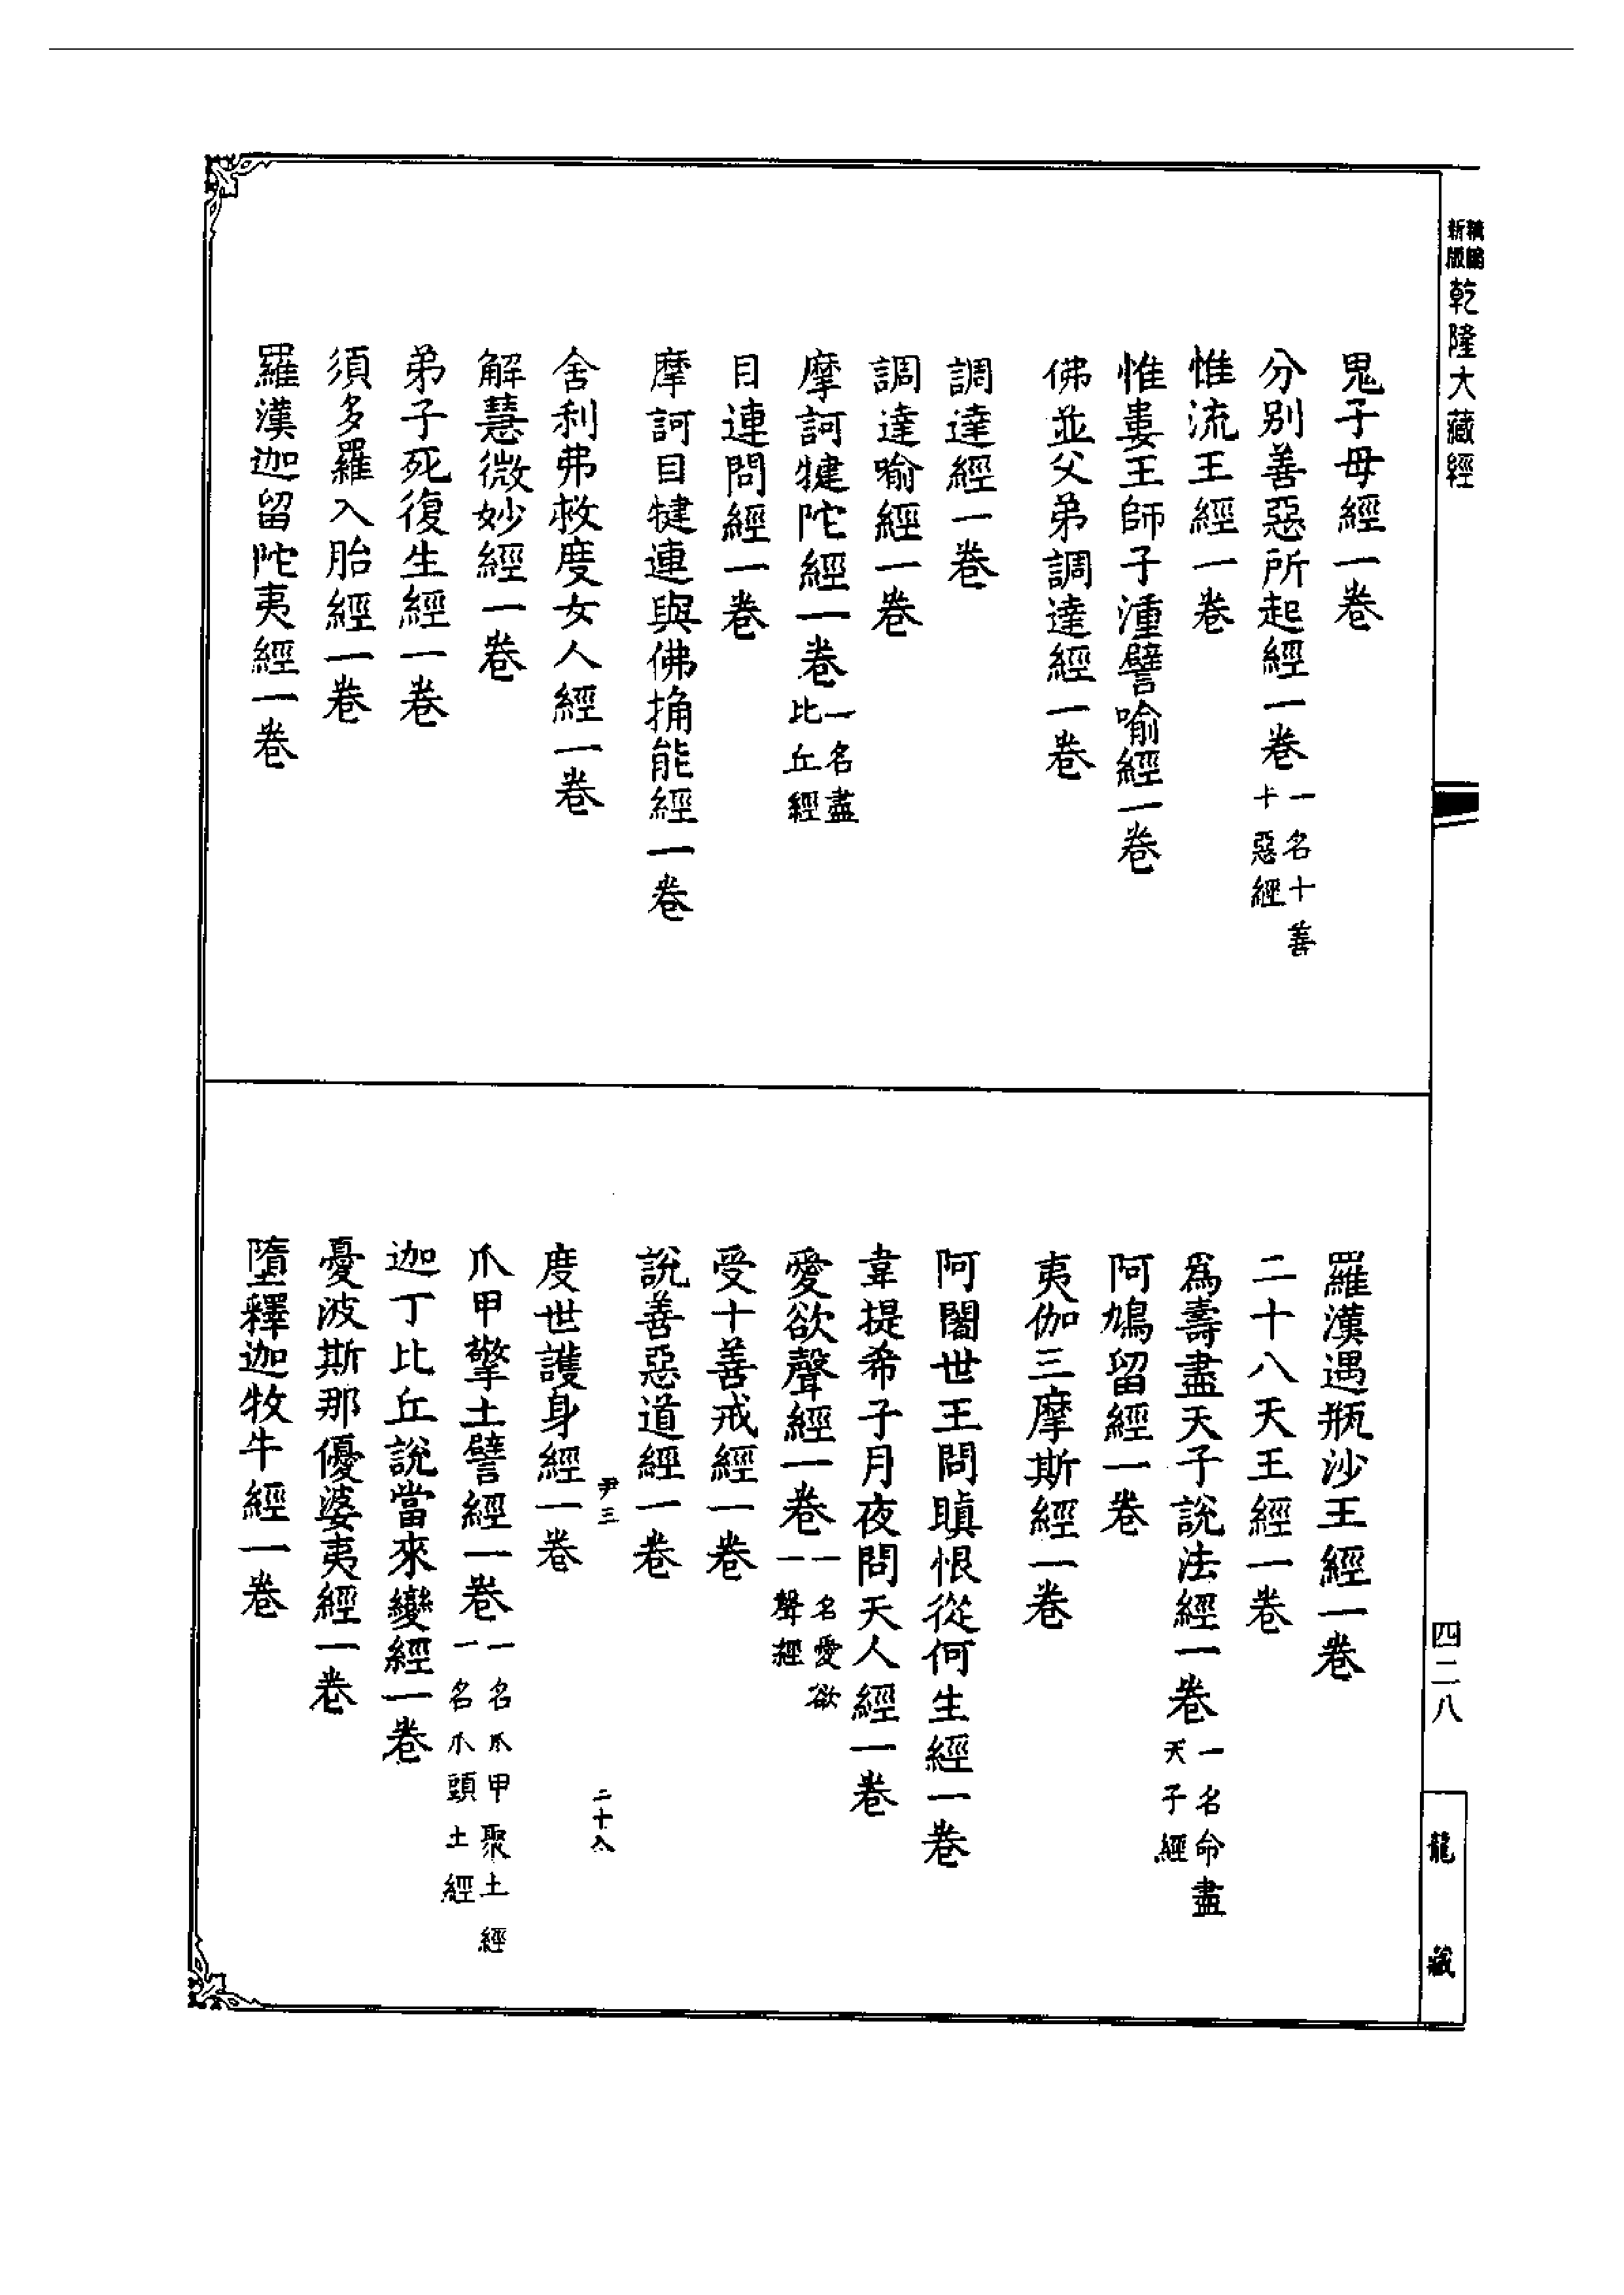 新版
乾隆大藏經
鬼子母經一卷
分別善惡所起經一卷一名十善十惡經
惟流王經一卷
惟婁王師子湩譬喻經一卷
佛並父弟調達經一卷
調達經一卷
調達喻經一卷
摩訶犍陀經一卷一名盡比丘經
目連問經一卷
摩訶目犍連與佛捔能經一卷
舍利弗救度女人經一卷
解慧微妙經一卷
弟子死復生經一卷
須多羅入胎經一卷
羅漢迦留陀夷經一卷
羅漢遇瓶沙王經一卷
二十八天王經一卷
為壽盡天子說法經一卷一名命盡天子經
阿鳩留經一卷
夷伽三摩斯經一卷
阿闍世王問瞋恨從何生經一卷
韋提希子月夜問天人經一卷
愛欲聲經一卷一名愛欲一聲經
受十善戒經一卷
說善惡道經一卷
尹三 二十八
度世護身經一卷
爪甲擎土譬經一卷一名爪甲聚土經一名爪頭土經
迦丁比丘說當來變經一卷
憂波斯那優婆夷經一卷
墮釋迦牧牛經一卷
四二八
龍藏